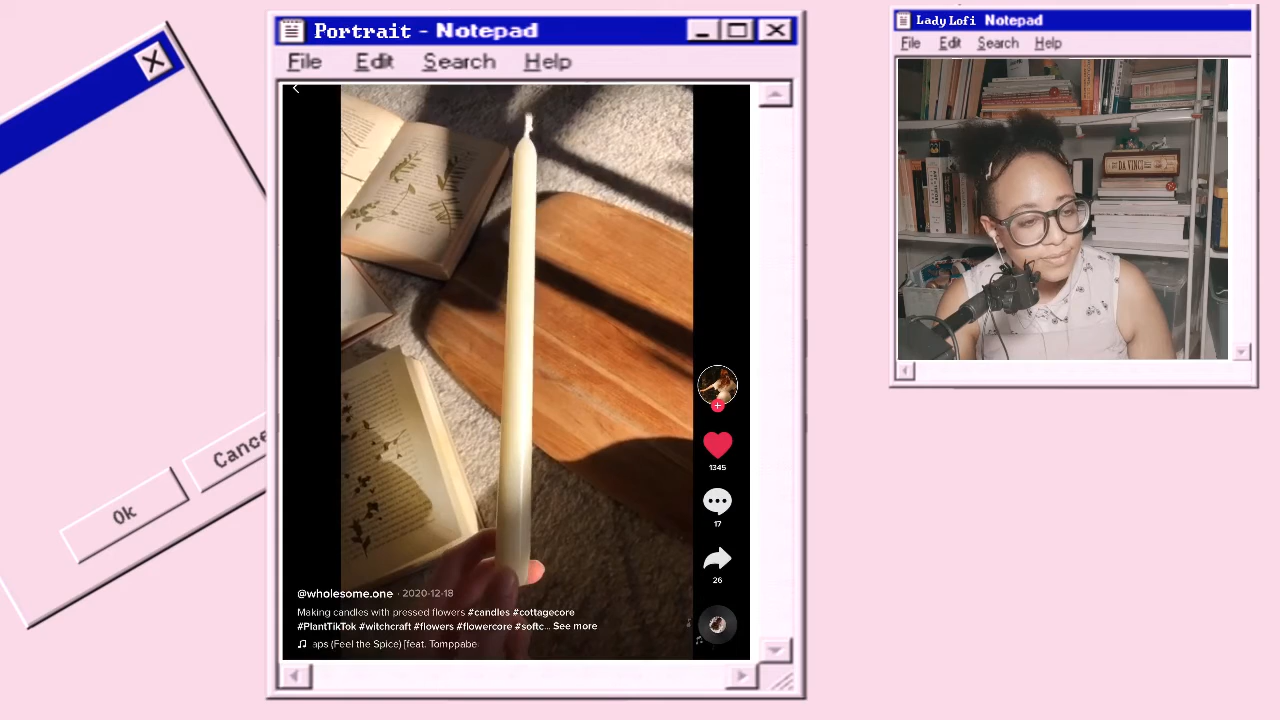 Portrait - Notepad
File Edit Search Help
Lady Lofi Notepad
File Edit Search Help
DA VINCI
1345
17
26
Ok
Cance
@wholesome.one · 2020-12-18
Making candles with pressed flowers #candles #cottagecore
#PlantTikTok #witchcraft #flowers #flowercore #softc... See more
aps (Feel the Spice) [feat. Tomppabe